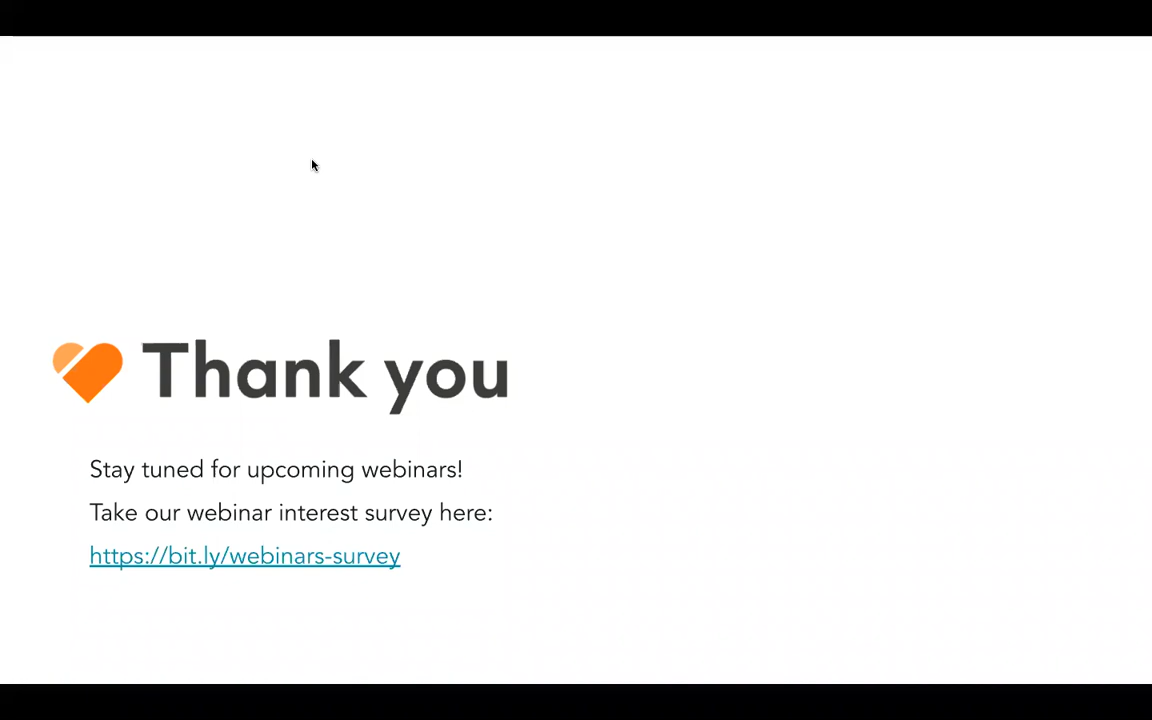 Thank you
Stay tuned for upcoming webinars!
Take our webinar interest survey here:
https://bit.ly/webinars-survey